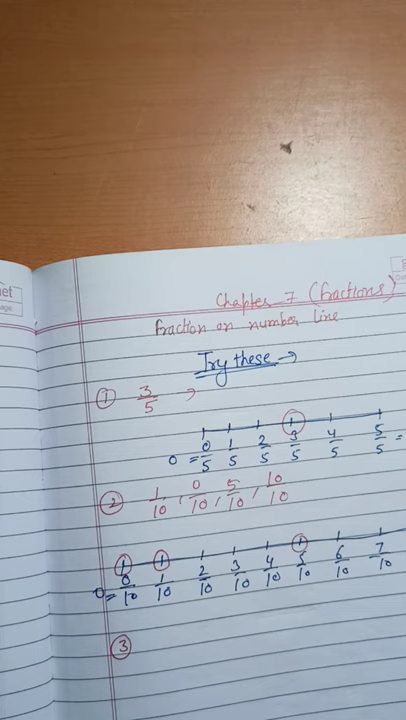 Chapter 7 (fractions)
fraction on number line
Try these →
① 3/5 →
0 = 0/5 1/5 2/5 3/5 4/5 5/5 =
② 1/10, 0/10, 5/10, 10/10
0 = 0/10 1/10 2/10 3/10 4/10 5/10 6/10 7/10
③